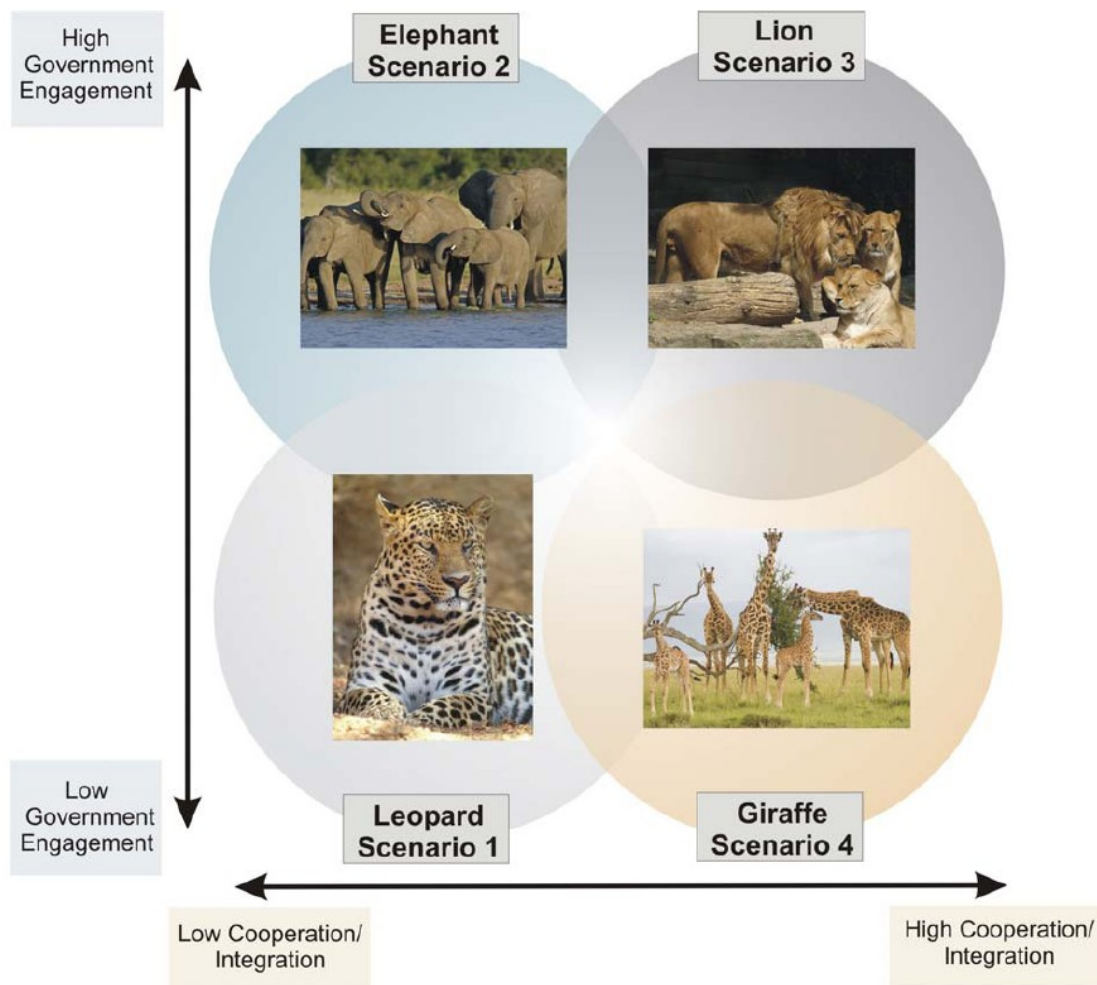 High
Government
Engagement
Elephant
Scenario 2
Lion
Scenario 3
Low
Government
Engagement
Leopard
Scenario 1
Giraffe
Scenario 4
Low Cooperation/
Integration
High Cooperation/
Integration